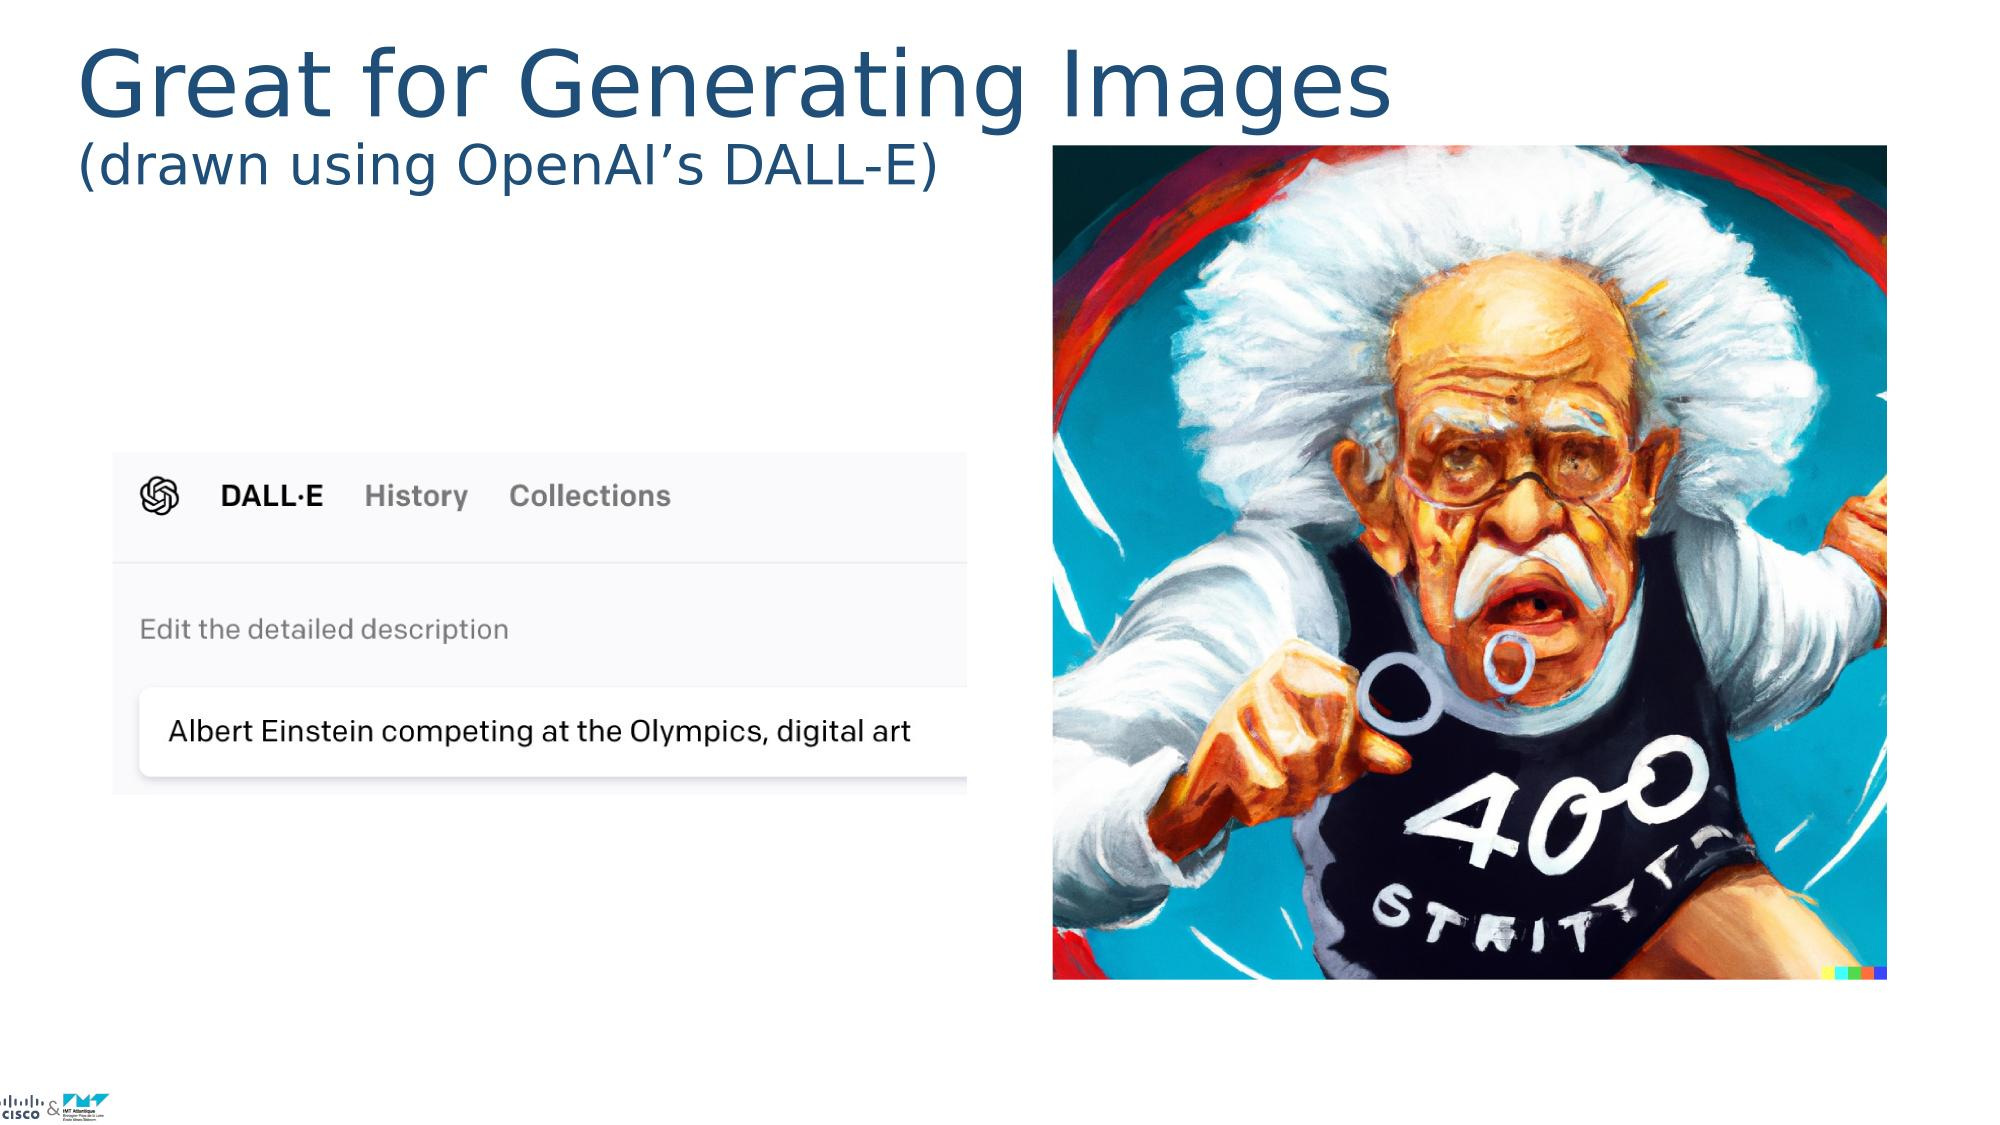 Great for Generating Images
(drawn using OpenAI’s DALL-E)
DALL·E History Collections
Edit the detailed description
Albert Einstein competing at the Olympics, digital art
400
STRITT
CISCO & IMT Atlantique